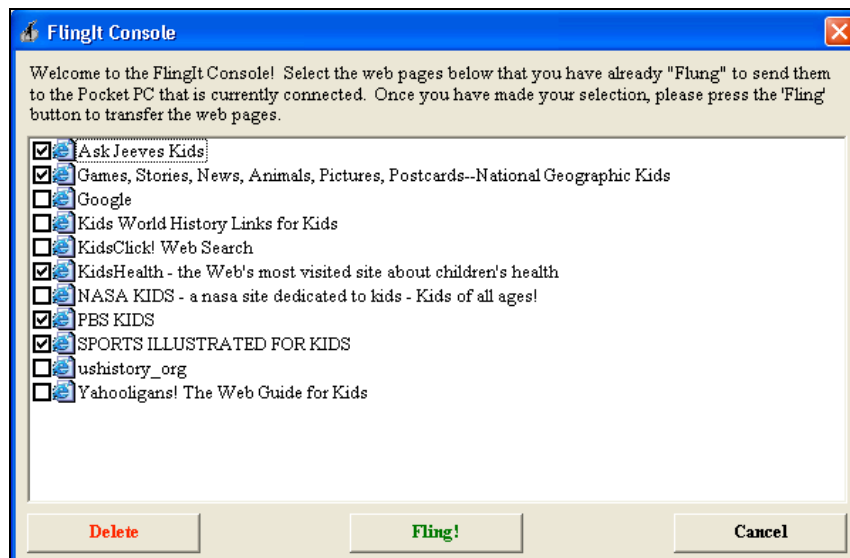 FlingIt Console
Welcome to the FlingIt Console! Select the web pages below that you have already "Flung" to send them
to the Pocket PC that is currently connected. Once you have made your selection, please press the 'Fling'
button to transfer the web pages.
Ask Jeeves Kids
Games, Stories, News, Animals, Pictures, Postcards--National Geographic Kids
Google
Kids World History Links for Kids
KidsClick! Web Search
KidsHealth - the Web's most visited site about children's health
NASA KIDS - a nasa site dedicated to kids - Kids of all ages!
PBS KIDS
SPORTS ILLUSTRATED FOR KIDS
ushistory_org
Yahooligans! The Web Guide for Kids
Delete Fling! Cancel